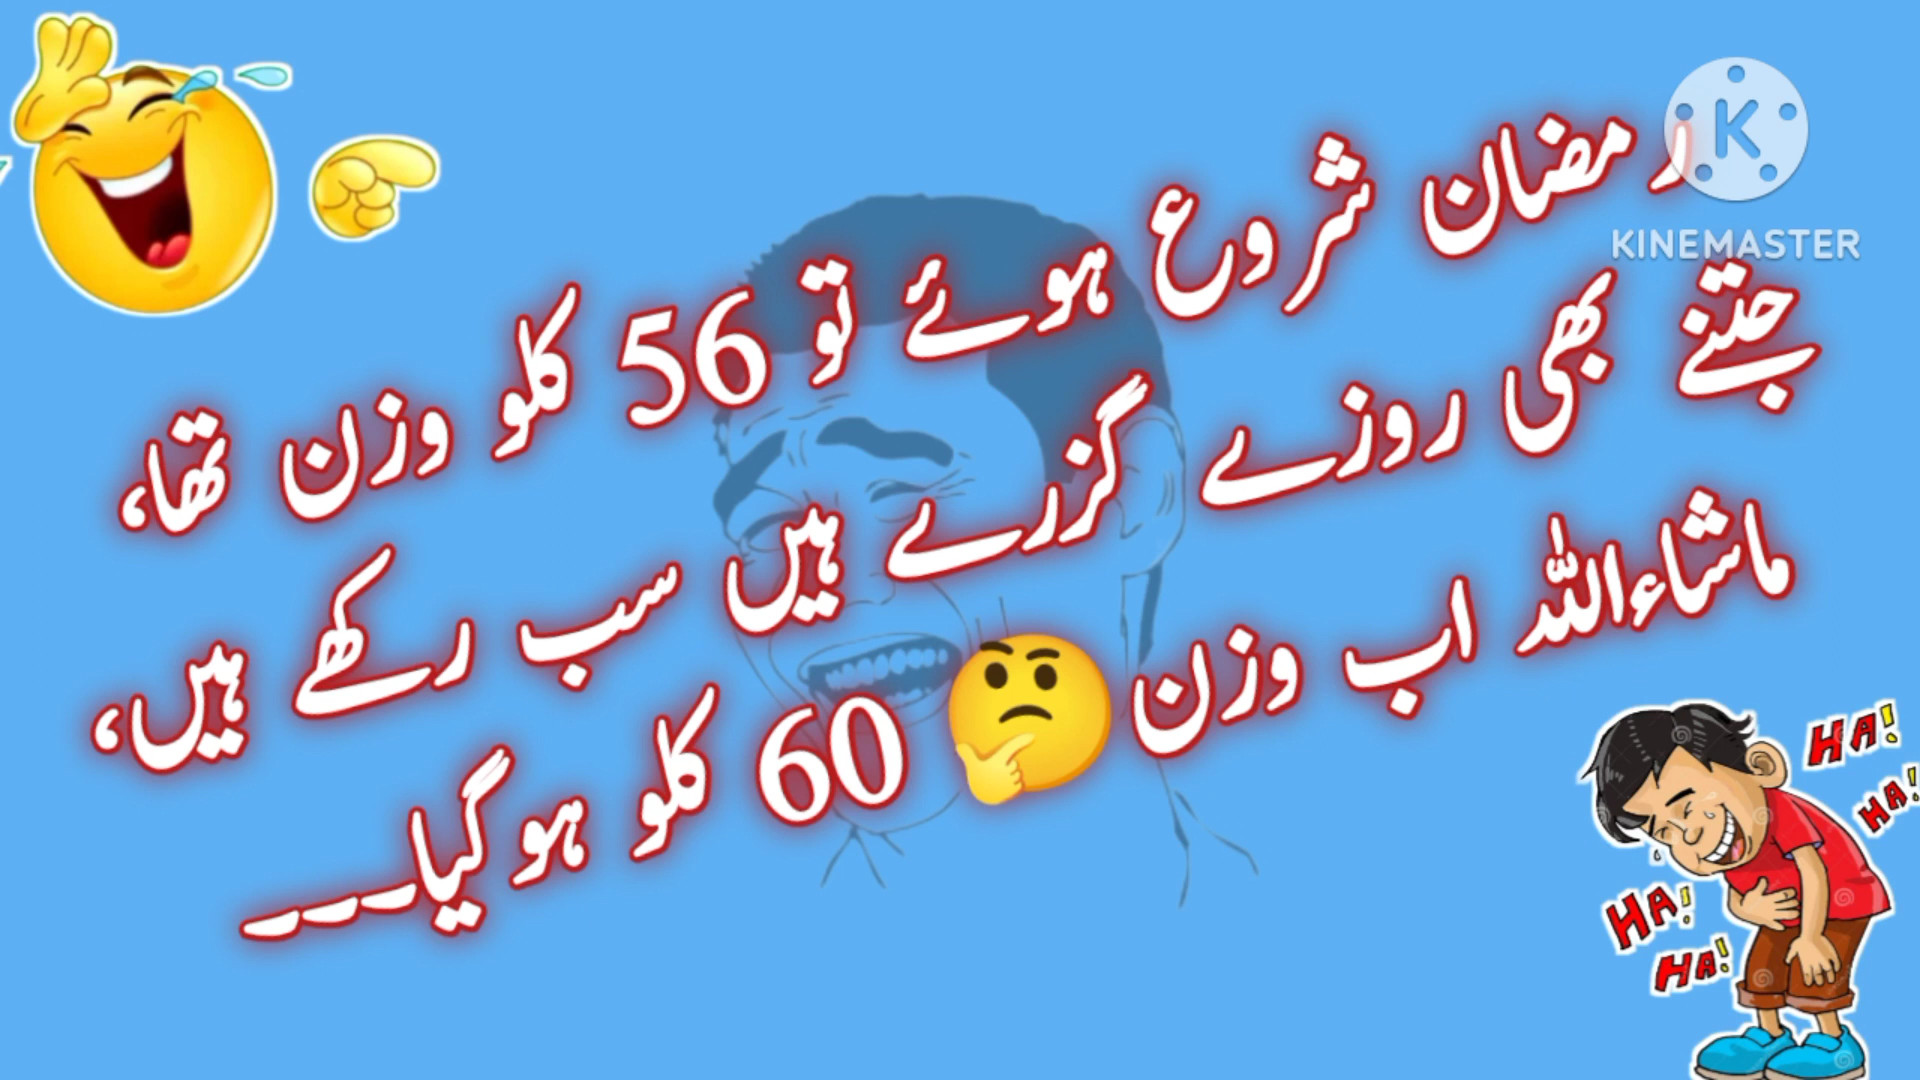 رمضان شروع ہوئے تو 56 کلو وزن تھا،
جتنے بھی روزے گزرے ہیں سب رکھے ہیں،
ماشاءاللہ اب وزن🤔 60 کلو ہوگیا۔۔۔
K
KINEMASTER
HA!
HA!
HA!
HA!